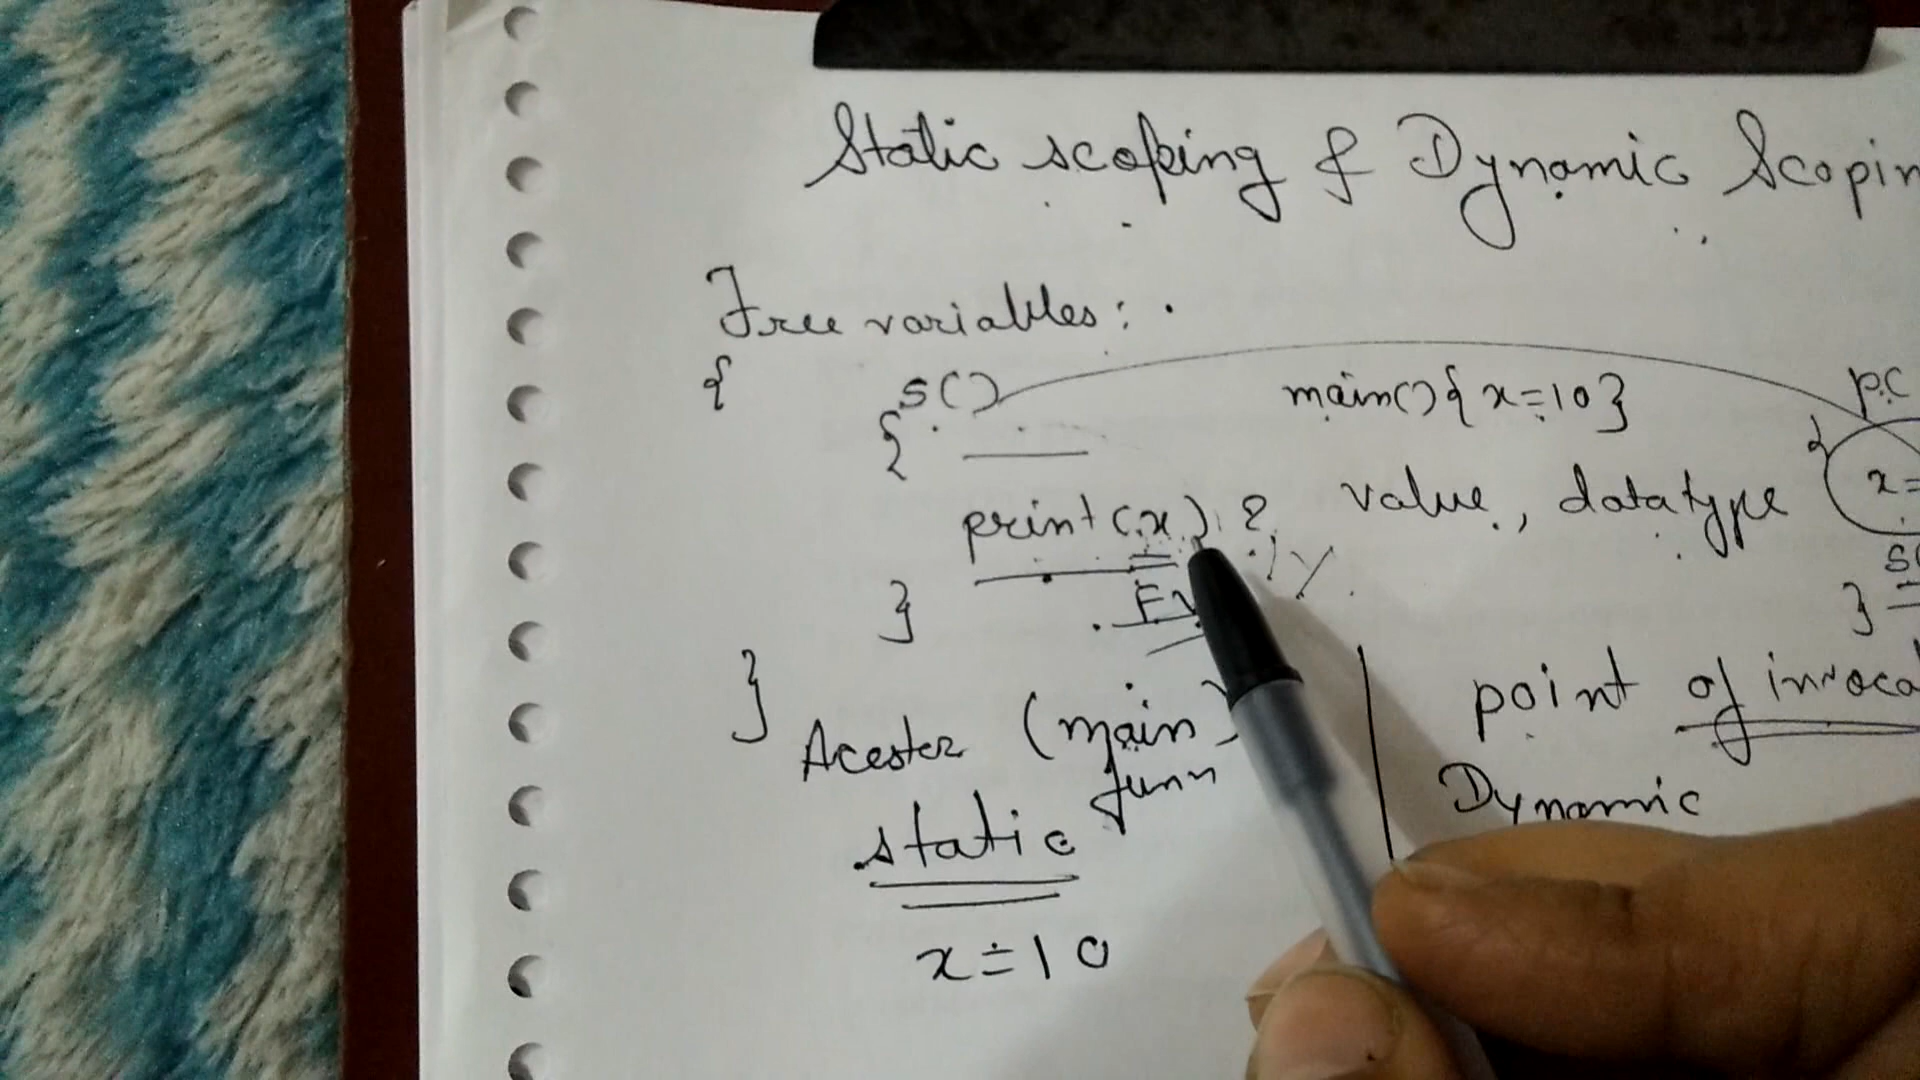 Static scoping & Dynamic Scopin
Free variables:
{ s() main(){x=10} p(
{
print(x) ? value, datatype { x=
} s(
} }
Acester (main) point of invoca
funn
static Dynamic
x=10